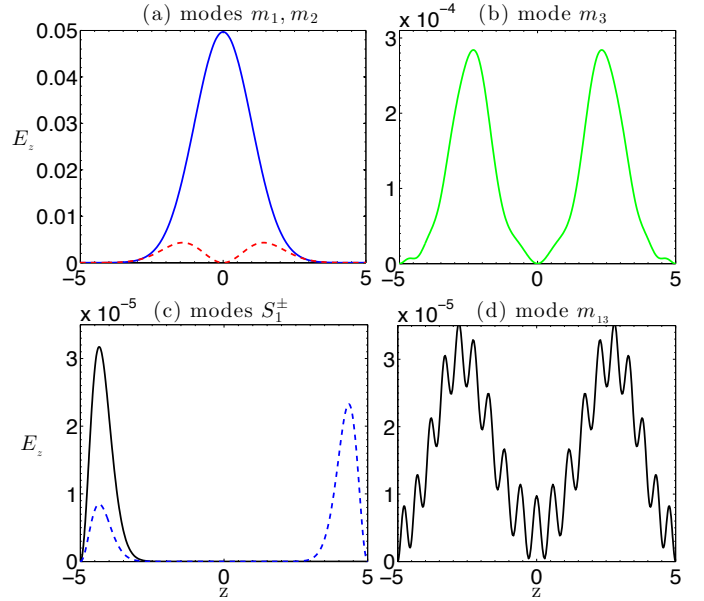 (a) modes m₁, m₂
(b) mode m₃
x 10⁻⁴
0.05
0.04
0.03
0.02
0.01
0
E_z
-5 0 5
3
2
1
0
-5 0 5
(c) modes S₁^±
(d) mode m₁₃
x 10⁻⁵
x 10⁻⁵
3
2
1
0
E_z
-5 0 5
z
3
2
1
0
-5 0 5
z